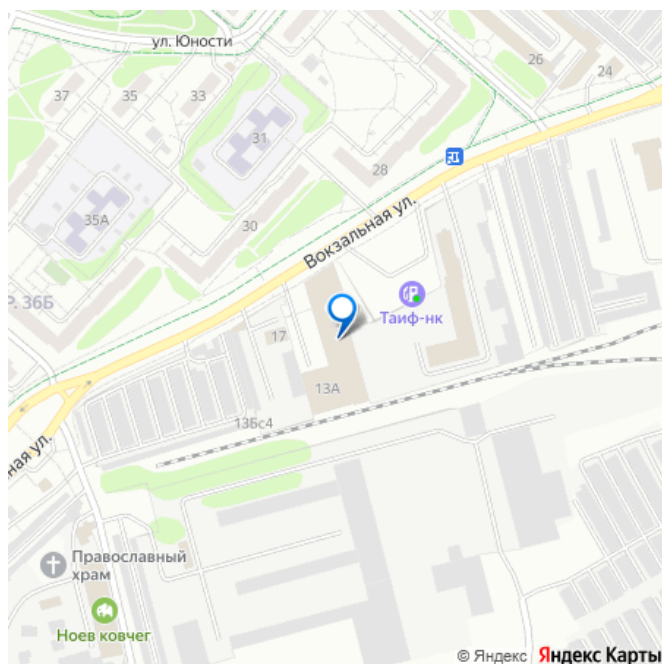 ул. Юности
26
24
37
35
33
31
28
35А
30
Вокзальная ул.
Р. 36Б
Таиф-нк
17
13А
13Бс4
ная ул.
Православный
храм
Ноев ковчег
© Яндекс Яндекс Карты